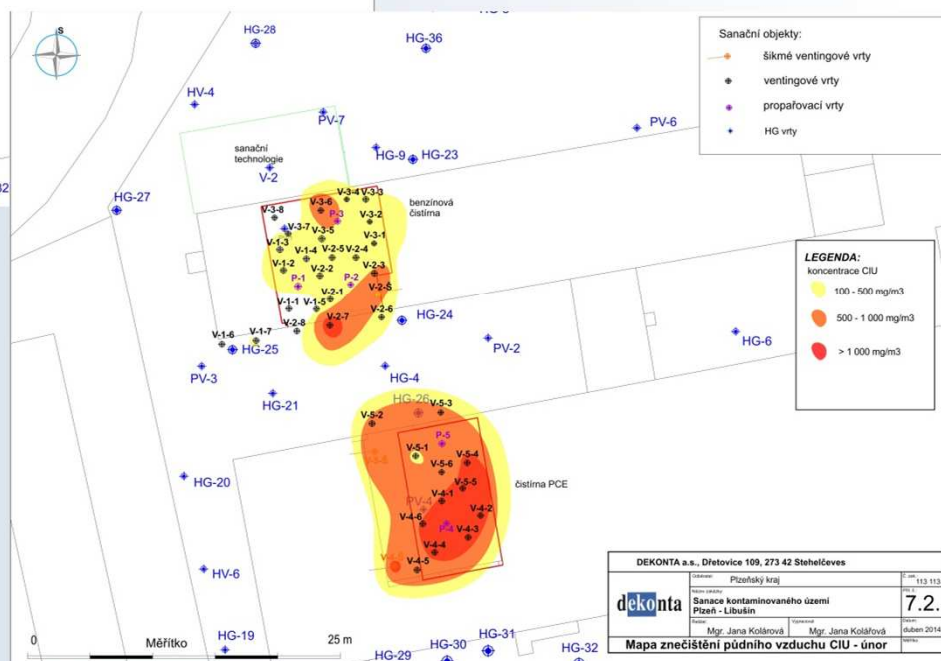 S
HG-28
HG-36
HV-4
PV-7
PV-6
HG-9
HG-23
sanační
technologie
V-2
HG-27
benzínová
čistírna
V-3-4
V-3-3
V-3-6
V-3-8
P-3
V-3-2
V-3-7
V-3-5
V-3-1
V-1-3
V-1-4
V-2-5
V-2-4
V-1-2
V-2-2
V-2-3
P-1
P-2
V-2-Š
V-2-1
V-1-1
V-1-5
V-2-6
V-2-7
V-2-8
V-1-6
V-1-7
HG-24
HG-25
PV-2
HG-6
PV-3
HG-4
HG-21
HG-26
V-5-3
V-5-2
P-5
V-5-1
V-5-4
V-5-6
V-5-5
čistírna PCE
V-4-1
PV-4
V-4-2
V-4-6
P-4
V-4-3
V-4-4
V-4-5
HG-20
HV-6
HG-19
HG-29
HG-30
HG-31
HG-32
0
Měřítko
25 m
Sanační objekty:
šikmé ventingové vrty
ventingové vrty
propařovací vrty
HG vrty
LEGENDA:
koncentrace CIU
100 - 500 mg/m3
500 - 1 000 mg/m3
> 1 000 mg/m3
DEKONTA a.s., Dřetovice 109, 273 42 Stehelčeves
dekonta
Plzeňský kraj
Sanace kontaminovaného území
Plzeň - Libušín
7.2.
Mgr. Jana Kolářová
Mgr. Jana Kolářová
duben 2014
Mapa znečištění půdního vzduchu CIU - únor